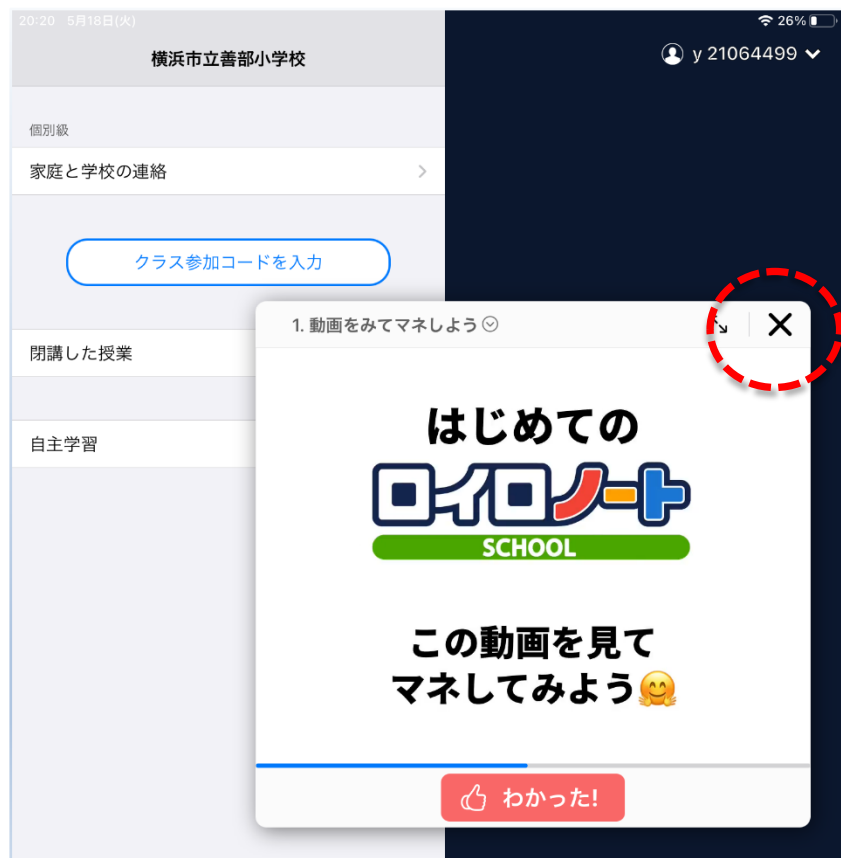 20:20 5月18日(火)
26%
横浜市立善部小学校
y 21064499
個別級
家庭と学校の連絡
クラス参加コードを入力
閉講した授業
自主学習
1. 動画をみてマネしよう
はじめての
ロイロノート
SCHOOL
この動画を見て
マネしてみよう🤗
わかった!